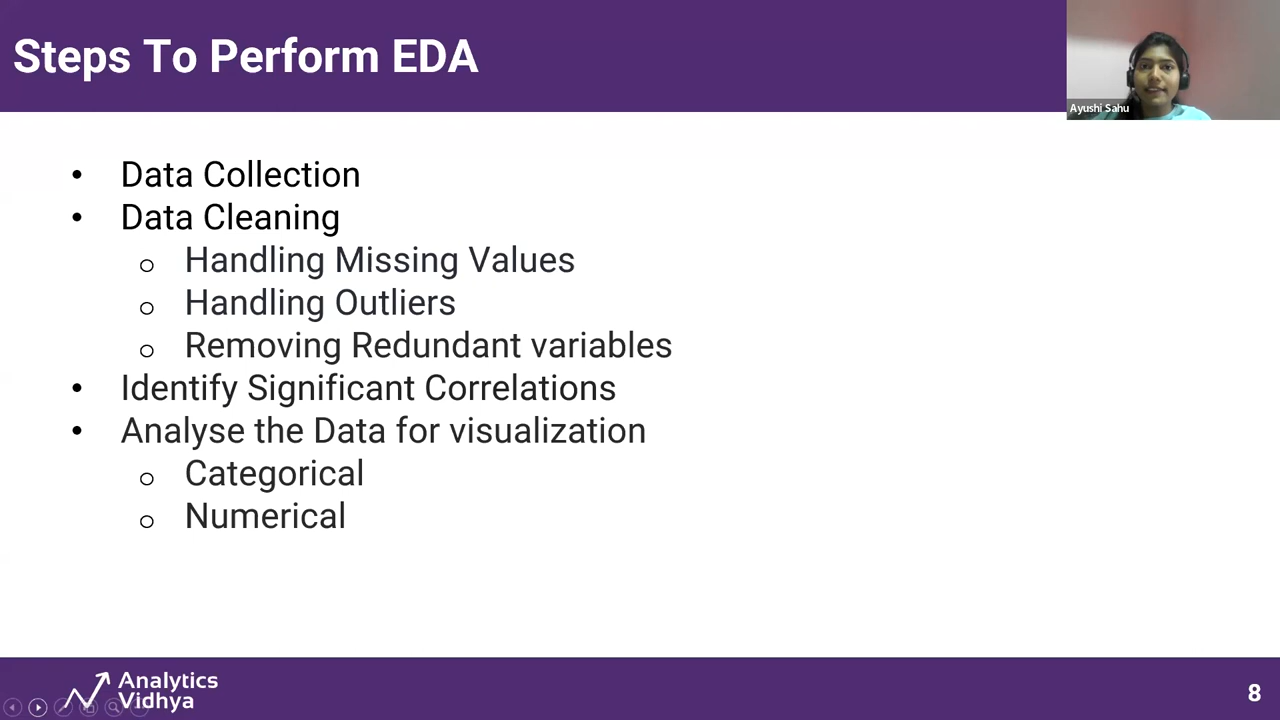 Steps To Perform EDA
Ayushi Sahu
• Data Collection
• Data Cleaning
o Handling Missing Values
o Handling Outliers
o Removing Redundant variables
• Identify Significant Correlations
• Analyse the Data for visualization
o Categorical
o Numerical
Analytics
Vidhya
8